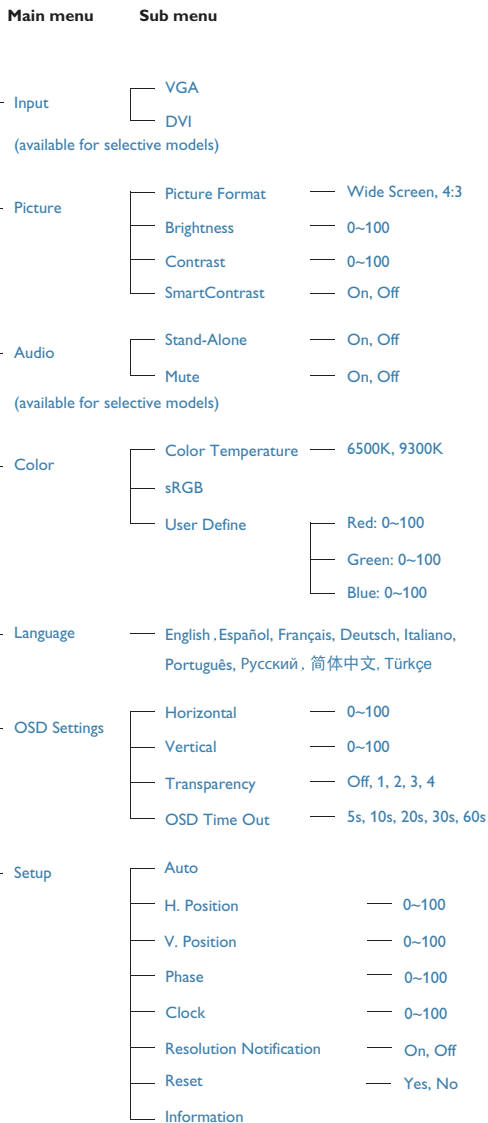 Main menu Sub menu
Input VGA
DVI
(available for selective models)
Picture Picture Format Wide Screen, 4:3
Brightness 0~100
Contrast 0~100
SmartContrast On, Off
Audio Stand-Alone On, Off
Mute On, Off
(available for selective models)
Color Color Temperature 6500K, 9300K
sRGB
User Define Red: 0~100
Green: 0~100
Blue: 0~100
Language English , Español, Français, Deutsch, Italiano,
Português, Русский , 简体中文, Türkçe
OSD Settings Horizontal 0~100
Vertical 0~100
Transparency Off, 1, 2, 3, 4
OSD Time Out 5s, 10s, 20s, 30s, 60s
Setup Auto
H. Position 0~100
V. Position 0~100
Phase 0~100
Clock 0~100
Resolution Notification On, Off
Reset Yes, No
Information